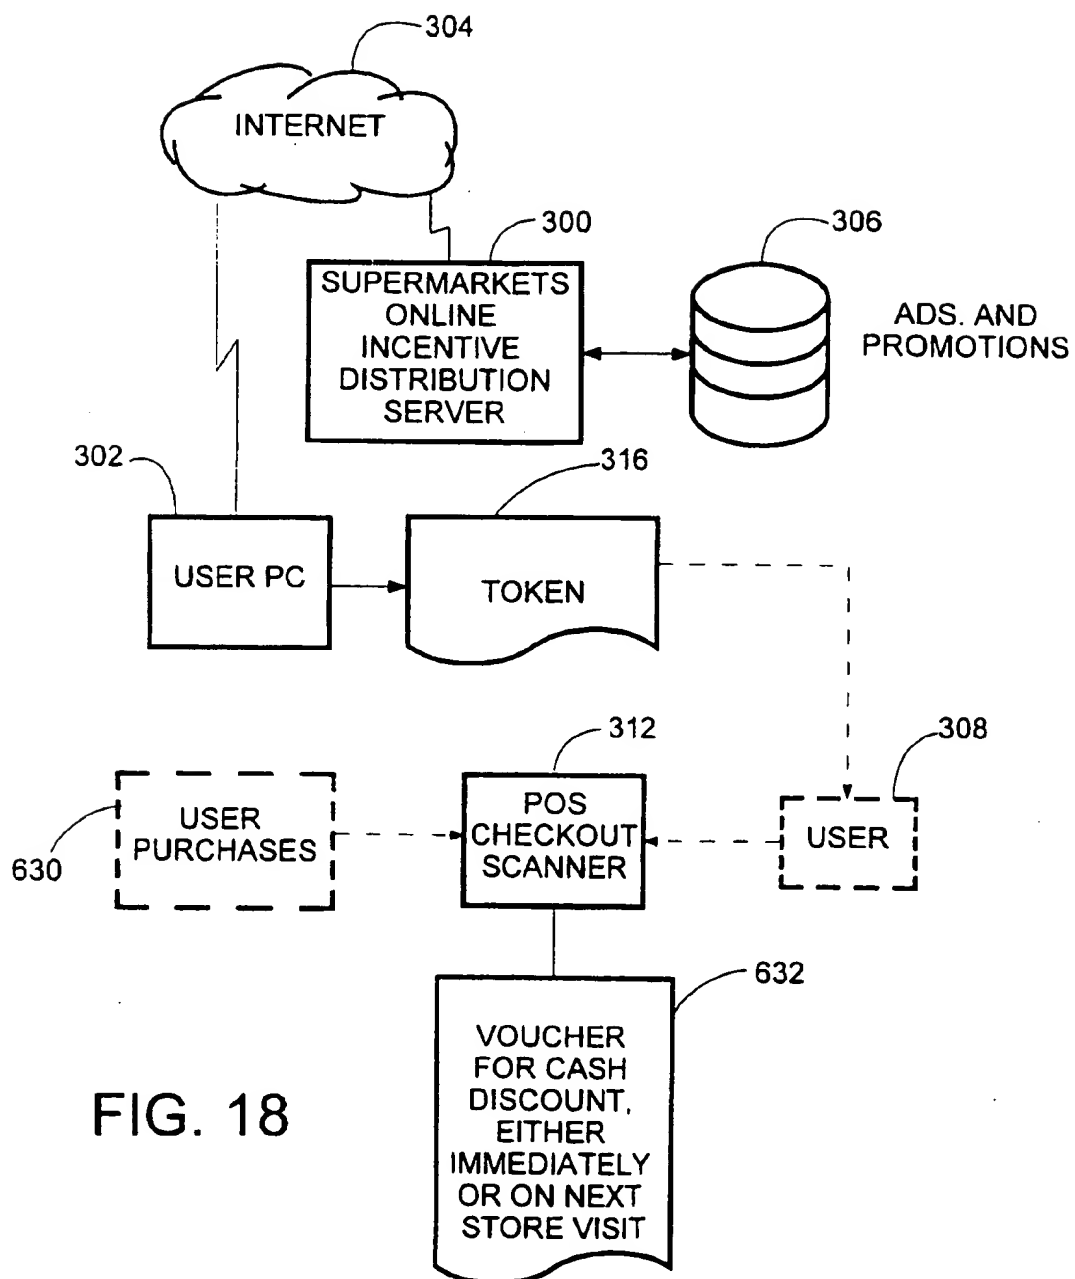 304
INTERNET
300
306
SUPERMARKETS
ONLINE
INCENTIVE
DISTRIBUTION
SERVER
ADS. AND
PROMOTIONS
302
316
USER PC
TOKEN
312
308
USER
PURCHASES
POS
CHECKOUT
SCANNER
USER
630
632
VOUCHER
FOR CASH
DISCOUNT,
EITHER
IMMEDIATELY
OR ON NEXT
STORE VISIT
FIG. 18